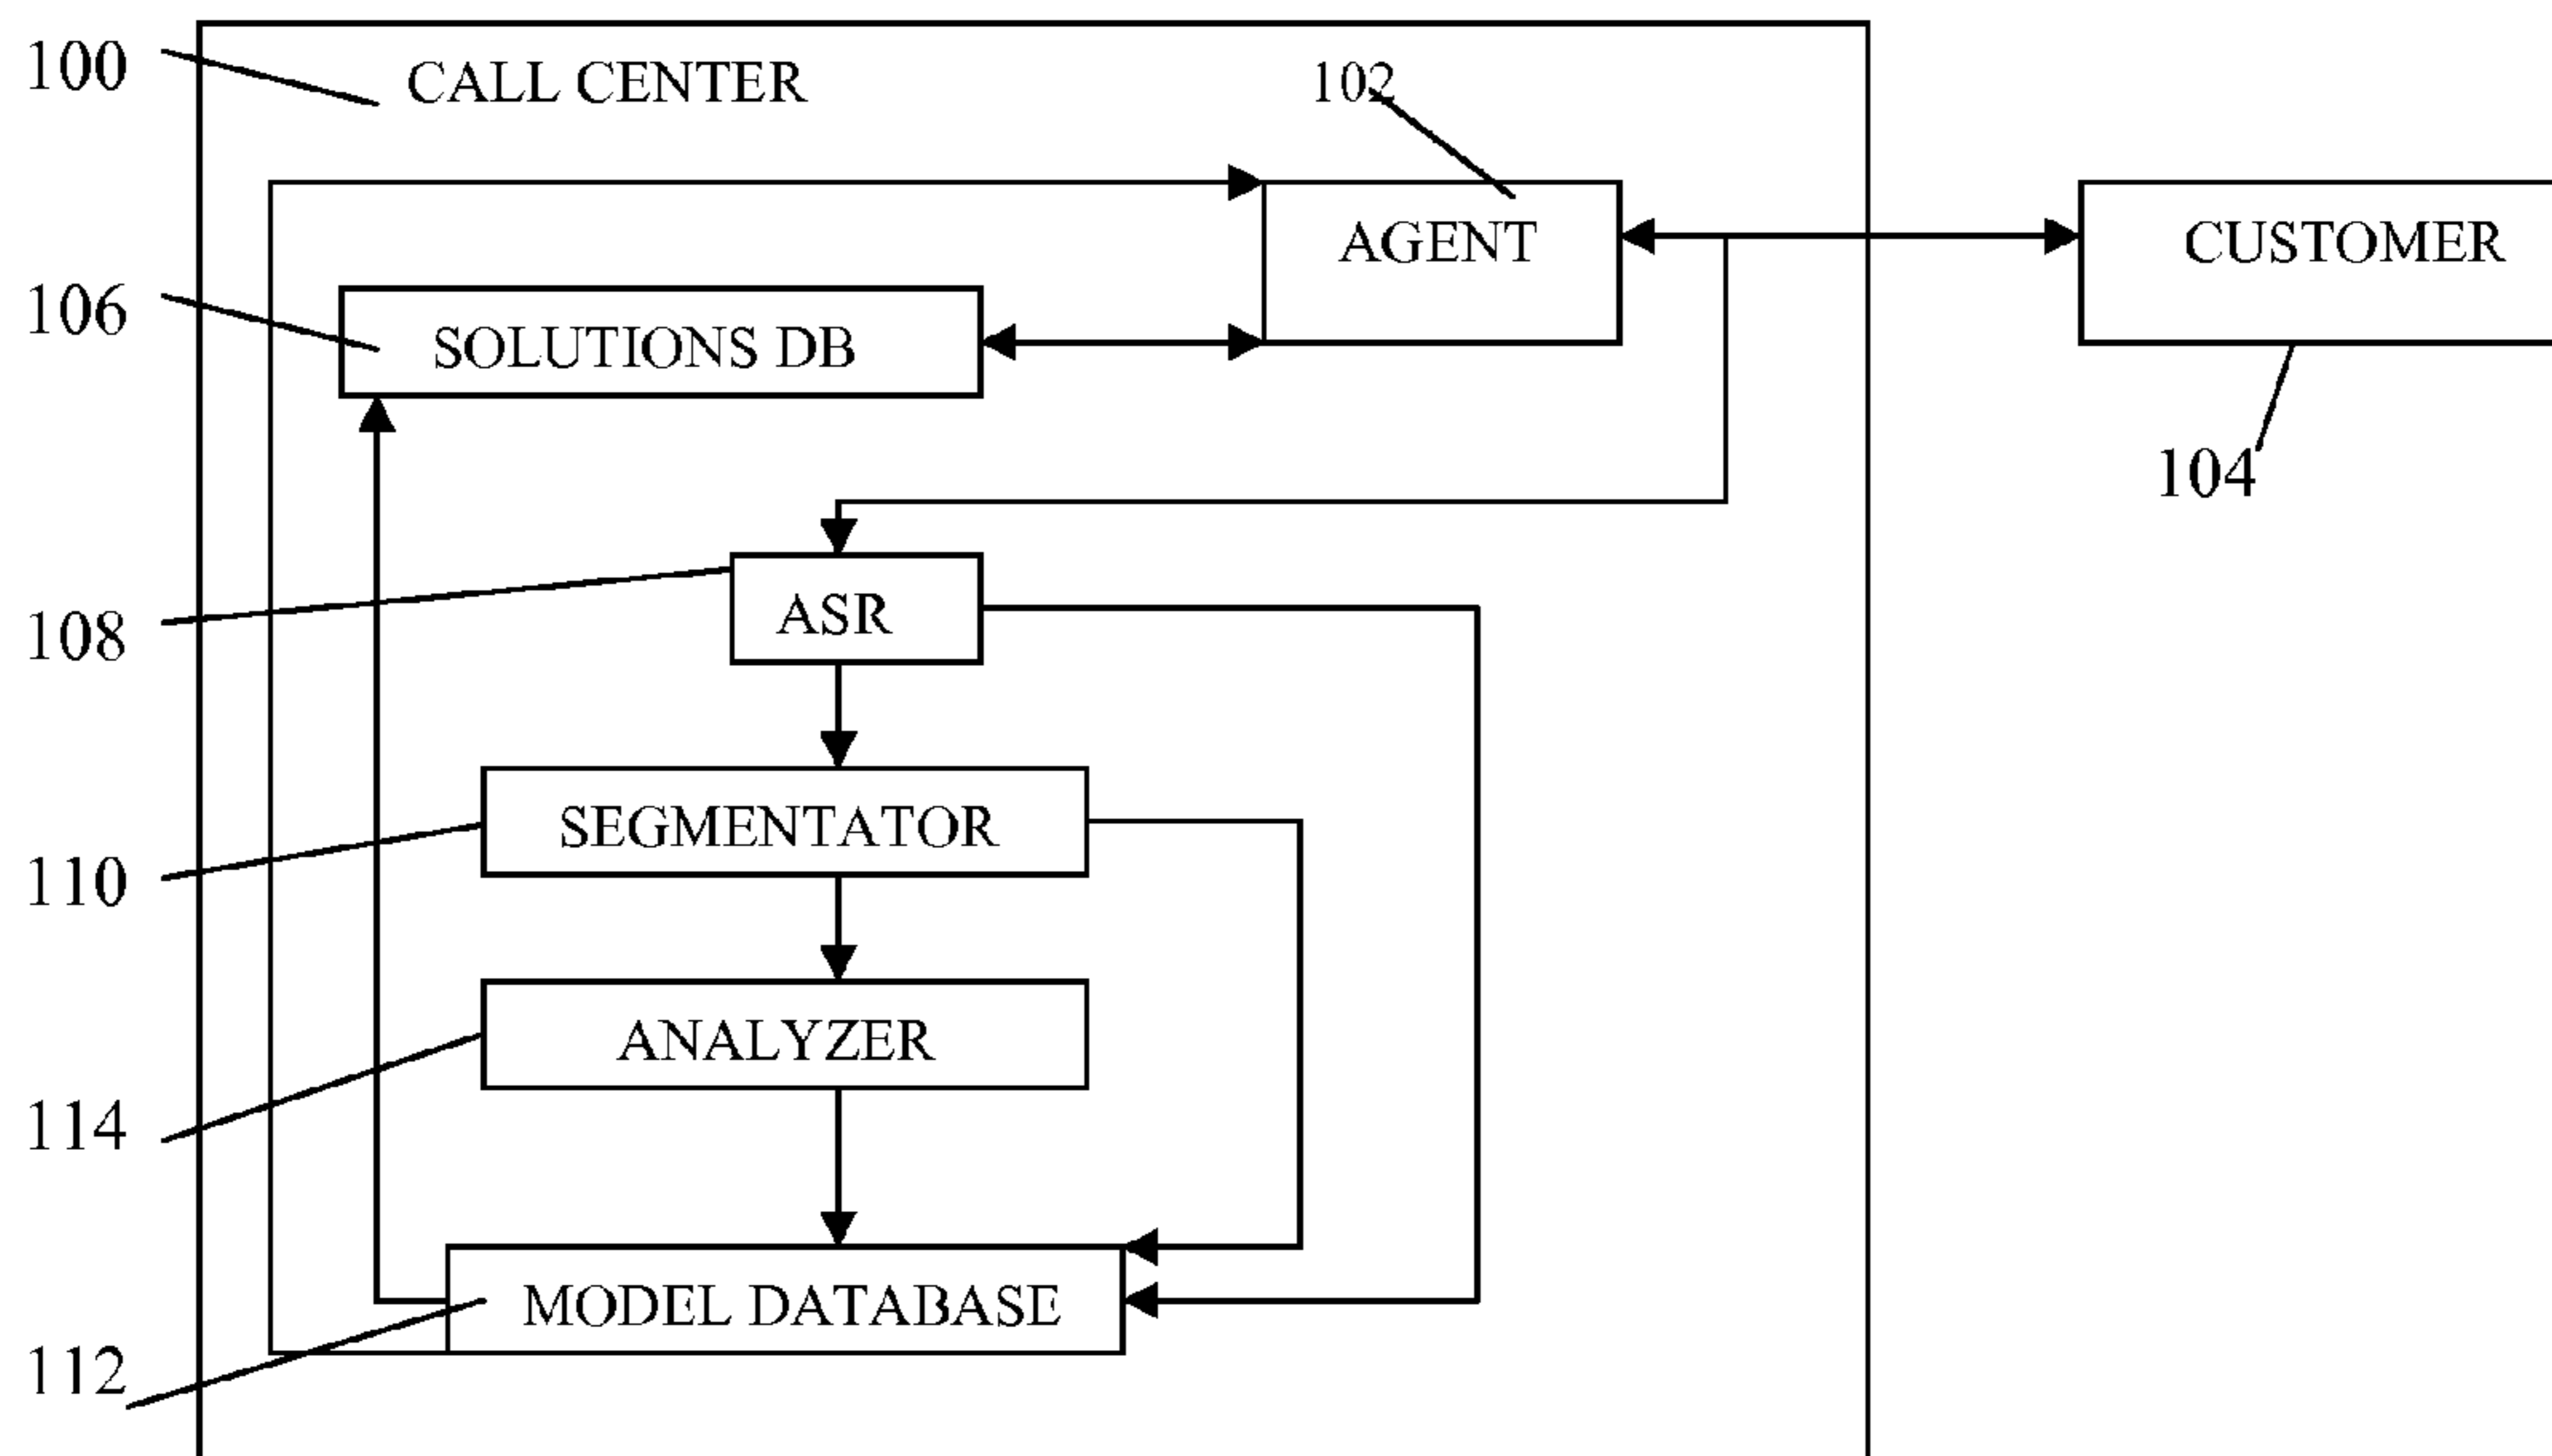 100
CALL CENTER
102
AGENT
CUSTOMER
106
SOLUTIONS DB
104
108
ASR
110
SEGMENTATOR
114
ANALYZER
112
MODEL DATABASE